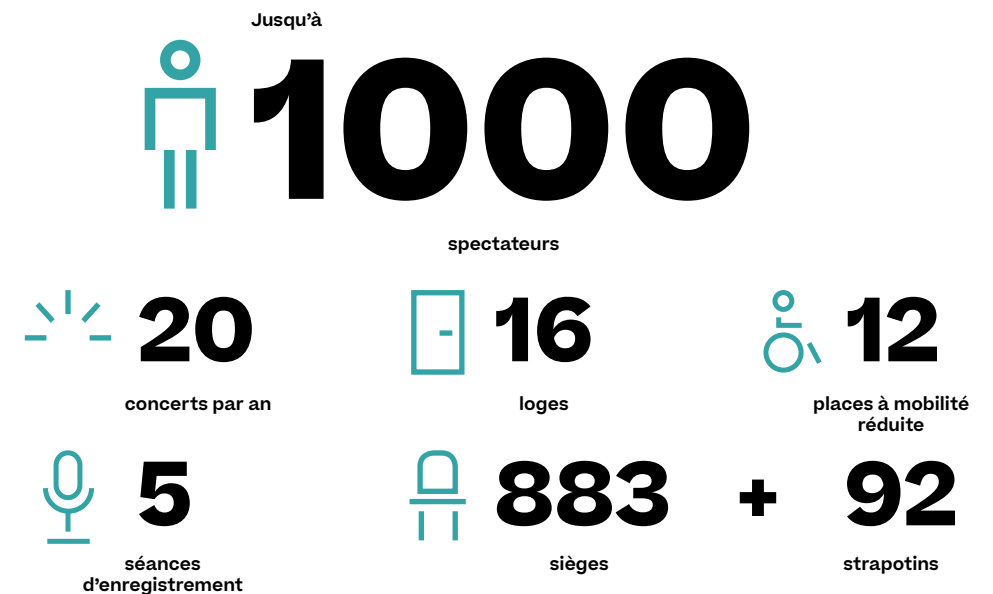 Jusqu'à
1000
spectateurs
20
concerts par an
16
loges
12
places à mobilité
réduite
5
séances
d'enregistrement
883
sièges
+
92
strapotins